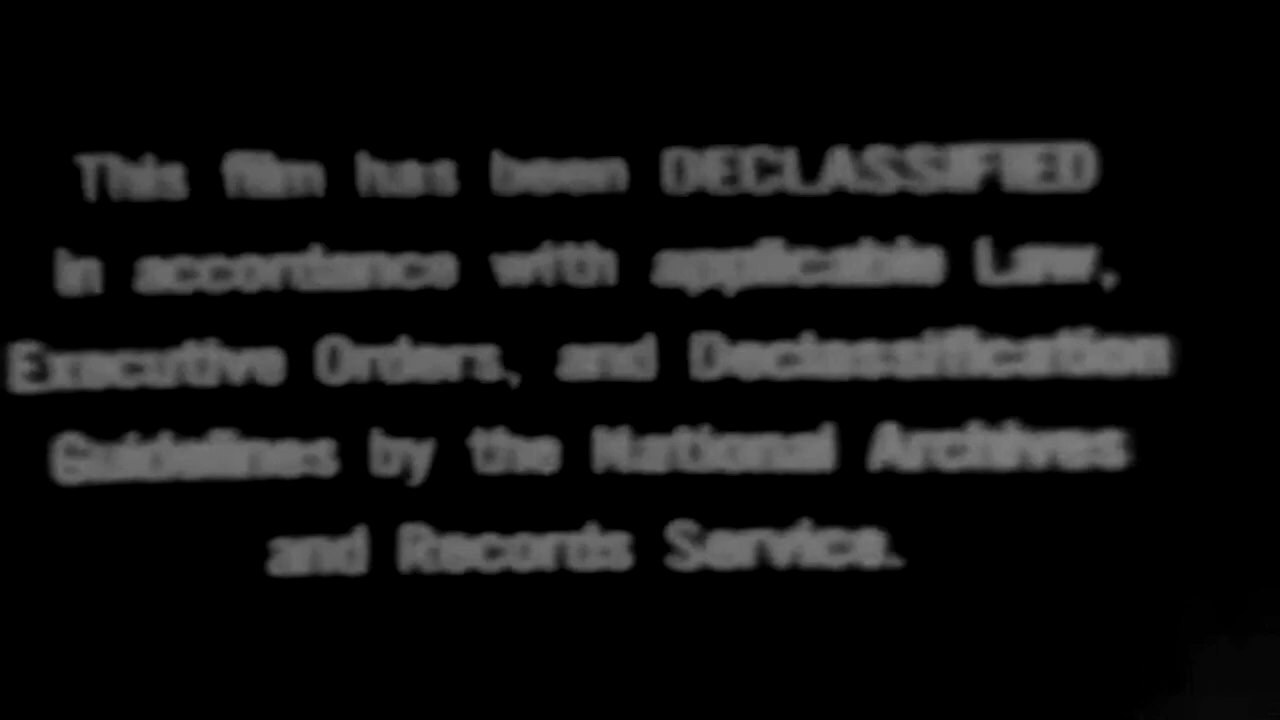 This film has been DECLASSIFIED
in accordance with applicable Law,
Executive Orders, and Declassification
Guidelines by the National Archives
and Records Service.